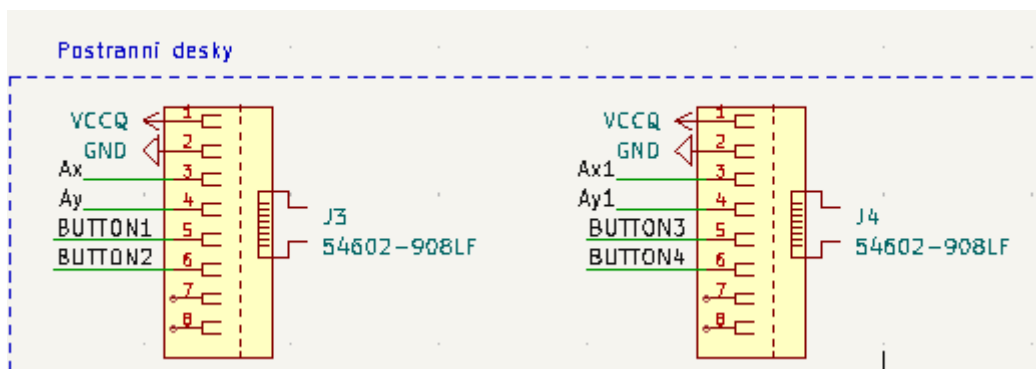 Postranní desky
VCCQ 1
GND 2
Ax 3
Ay 4
BUTTON1 5
BUTTON2 6
7
8
J3
54602-908LF
VCCQ 1
GND 2
Ax1 3
Ay1 4
BUTTON3 5
BUTTON4 6
7
8
J4
54602-908LF